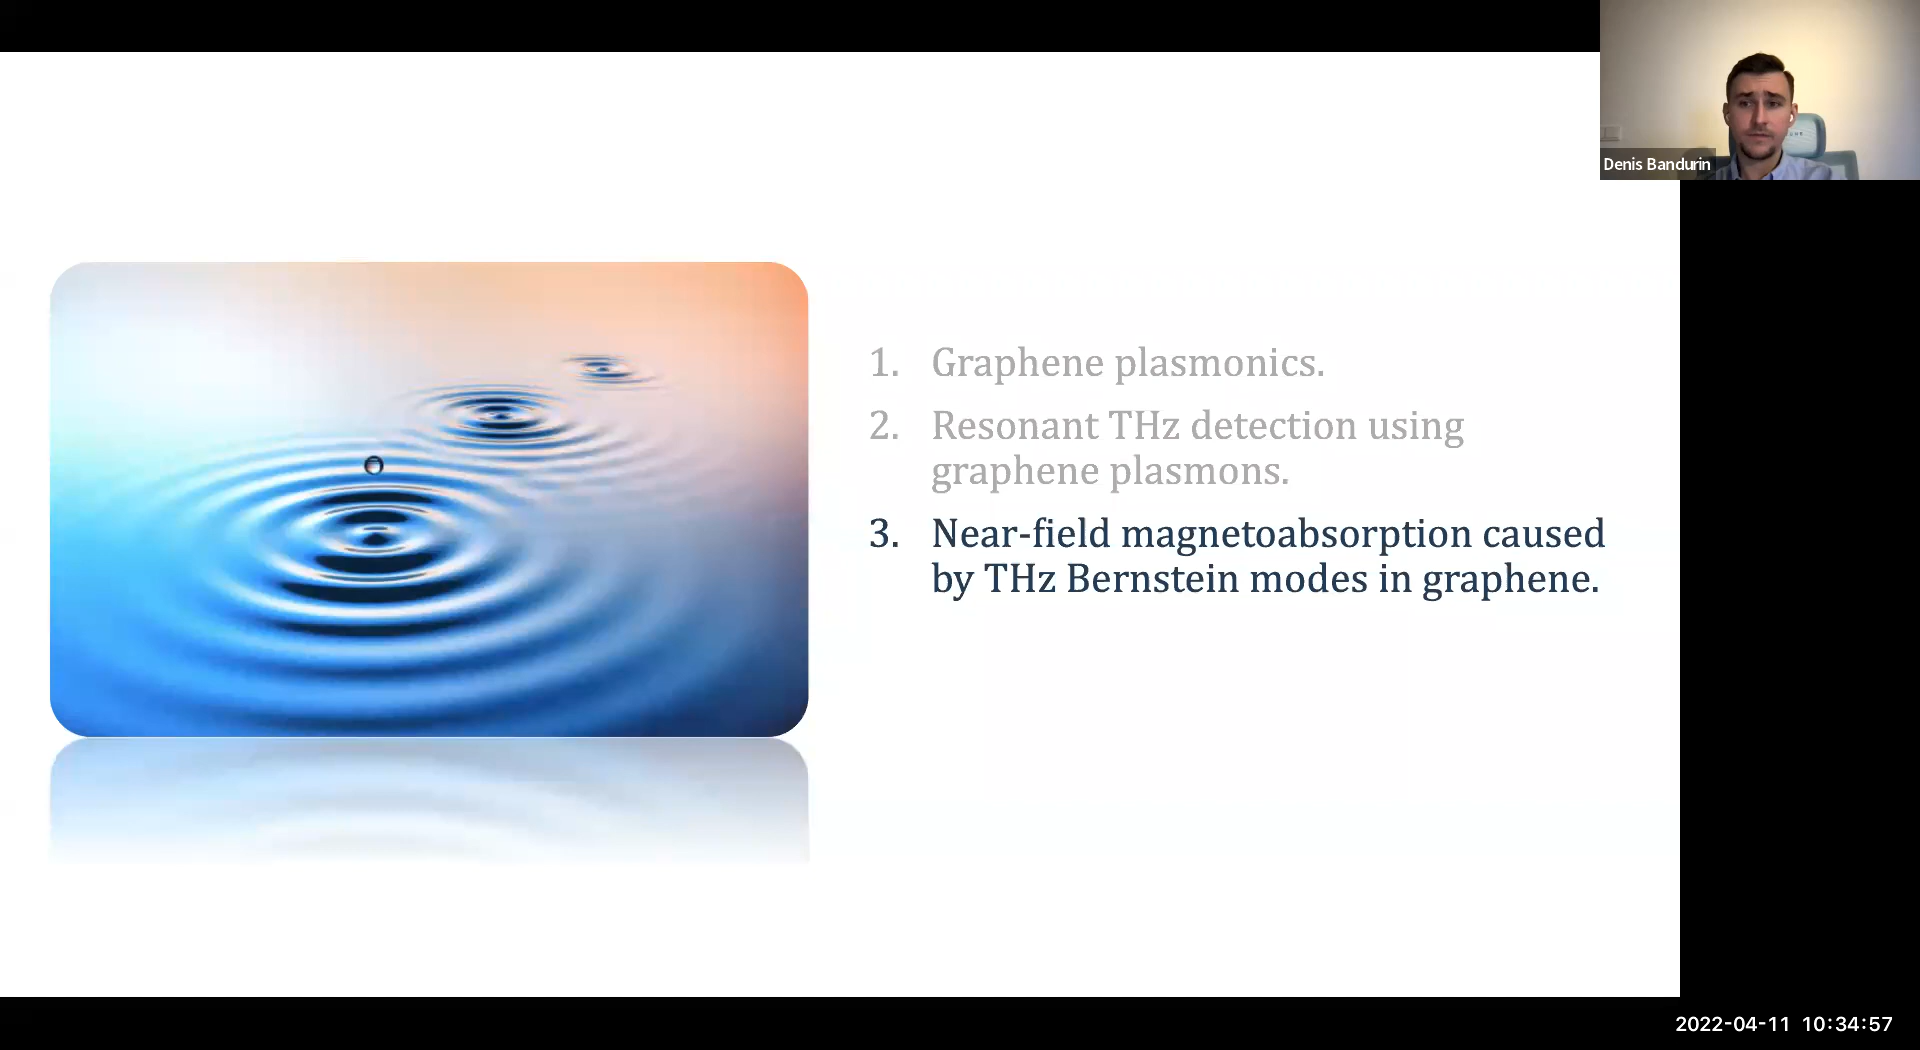 Denis Bandurin
1. Graphene plasmonics.
2. Resonant THz detection using
graphene plasmons.
3. Near-field magnetoabsorption caused
by THz Bernstein modes in graphene.
2022-04-11 10:34:57